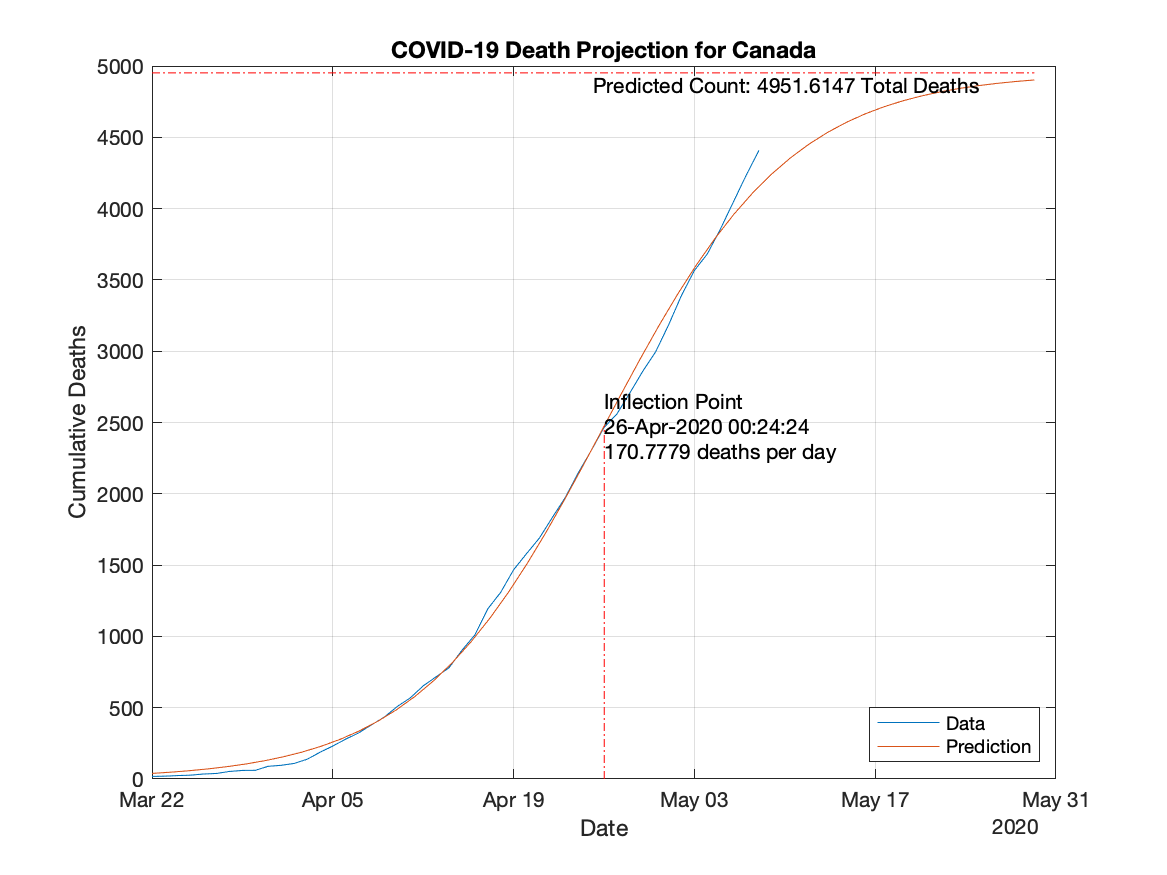 COVID-19 Death Projection for Canada
5000
Predicted Count: 4951.6147 Total Deaths
4500
4000
3500
3000
Inflection Point
2500
26-Apr-2020 00:24:24
170.7779 deaths per day
2000
1500
1000
500
0
Cumulative Deaths
Data
Prediction
Mar 22
Apr 05
Apr 19
May 03
May 17
May 31
Date
2020